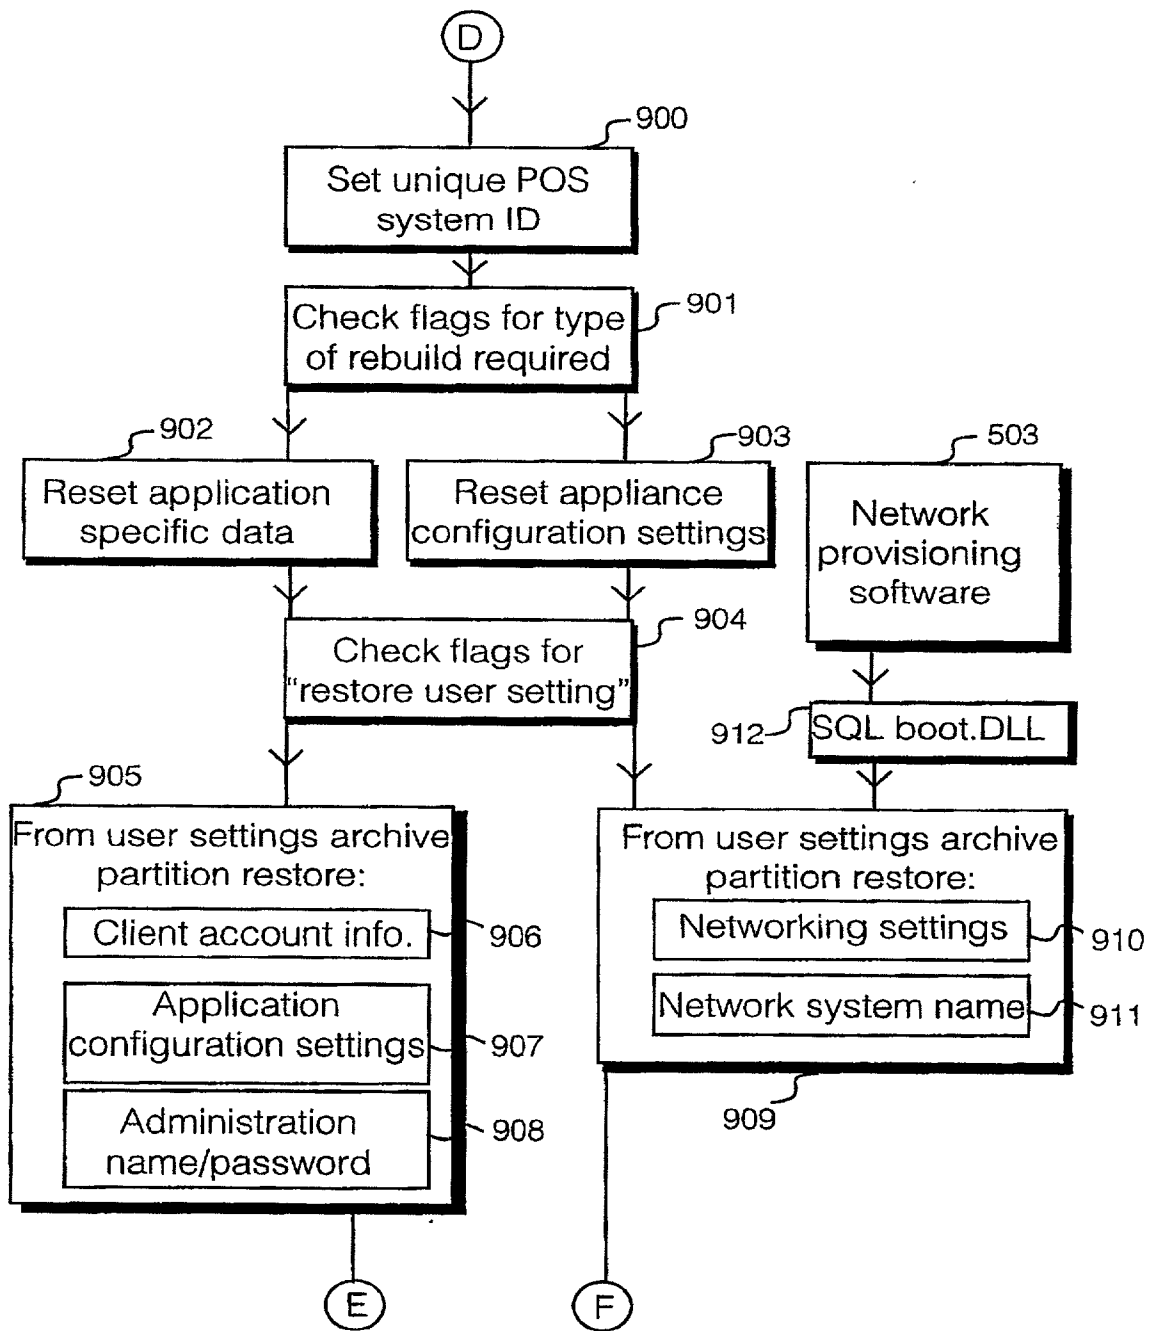 D
900
Set unique POS
system ID
901
Check flags for type
of rebuild required
902
Reset application
specific data
903
Reset appliance
configuration settings
503
Network
provisioning
software
904
Check flags for
“restore user setting”
912
SQL boot.DLL
905
From user settings archive
partition restore:
Client account info.
906
Application
configuration settings
907
Administration
name/password
908
From user settings archive
partition restore:
Networking settings
910
Network system name
911
909
E
F